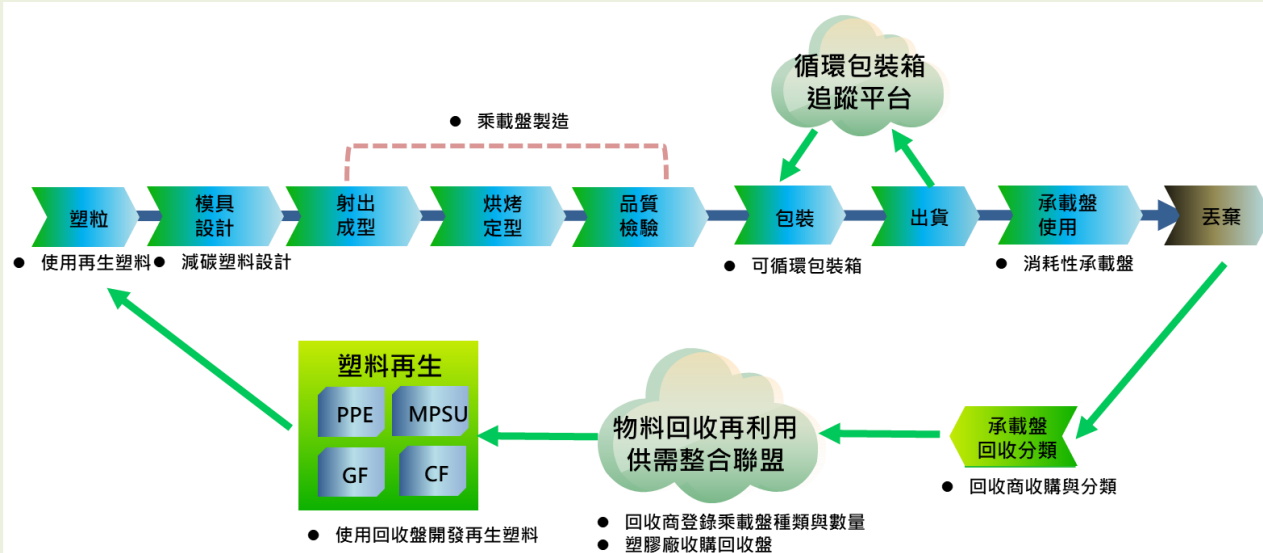 循環包裝箱
追蹤平台
● 乘載盤製造
塑粒
模具
設計
射出
成型
烘烤
定型
品質
檢驗
包裝
出貨
承載盤
使用
丟棄
● 使用再生塑料
● 減碳塑料設計
● 可循環包裝箱
● 消耗性承載盤
塑料再生
PPE
MPSU
GF
CF
● 使用回收盤開發再生塑料
物料回收再利用
供需整合聯盟
● 回收商登錄乘載盤種類與數量
● 塑膠廠收購回收盤
承載盤
回收分類
● 回收商收購與分類